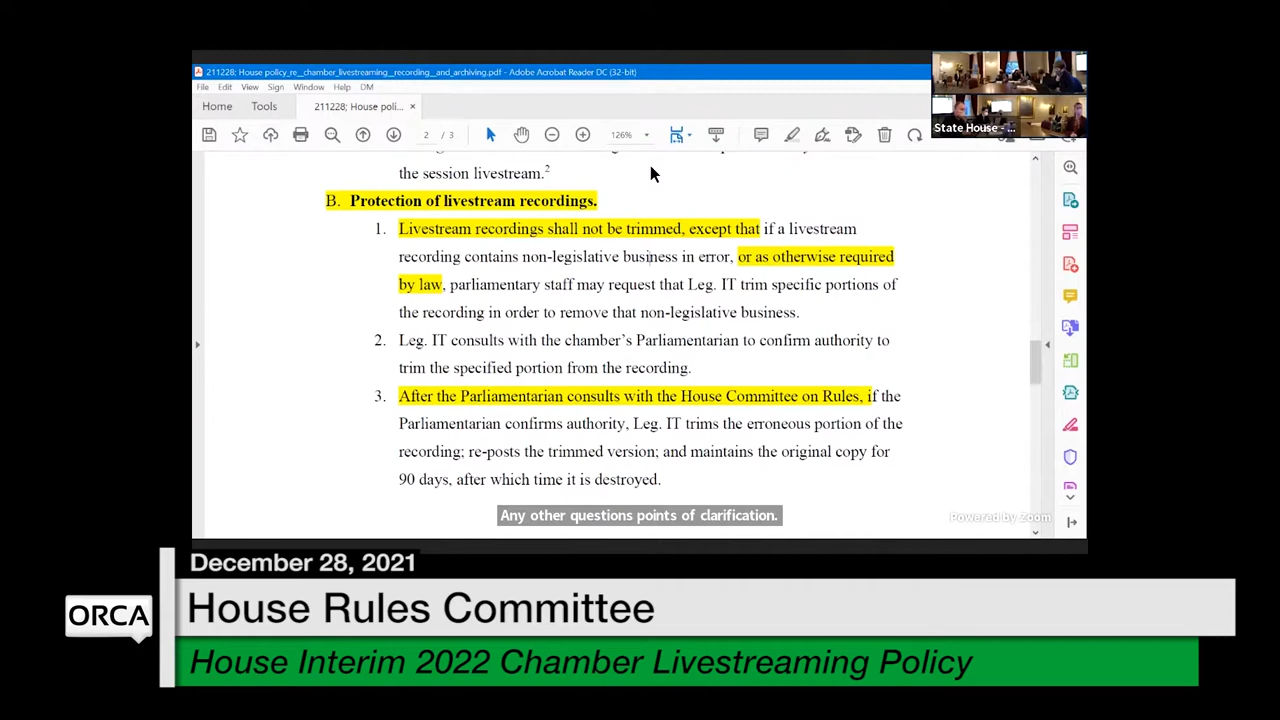 211228; House policy_re__chamber_livestreaming__recording__and_archiving.pdf - Adobe Acrobat Reader DC (32-bit)
File Edit View Sign Window Help DM
Home Tools 211228; House poli... ×
2 / 3 126%
State House - ...
the session livestream.2
B. Protection of livestream recordings.
1. Livestream recordings shall not be trimmed, except that if a livestream
recording contains non-legislative business in error, or as otherwise required
by law, parliamentary staff may request that Leg. IT trim specific portions of
the recording in order to remove that non-legislative business.
2. Leg. IT consults with the chamber’s Parliamentarian to confirm authority to
trim the specified portion from the recording.
3. After the Parliamentarian consults with the House Committee on Rules, if the
Parliamentarian confirms authority, Leg. IT trims the erroneous portion of the
recording; re-posts the trimmed version; and maintains the original copy for
90 days, after which time it is destroyed.
Any other questions points of clarification.
Powered by Zoom
December 28, 2021
ORCA
House Rules Committee
House Interim 2022 Chamber Livestreaming Policy